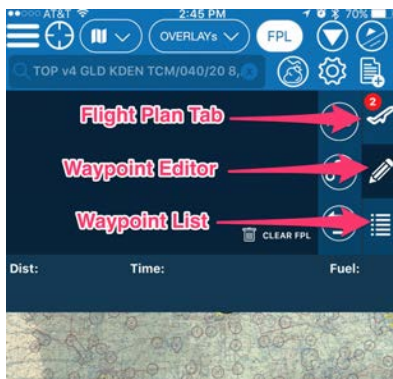 AT&T 2:45 PM 70%
OVERLAYs FPL
TOP v4 GLD KDEN TCM/040/20 8,
2
Flight Plan Tab
Waypoint Editor
Waypoint List
CLEAR FPL
Dist: Time: Fuel: